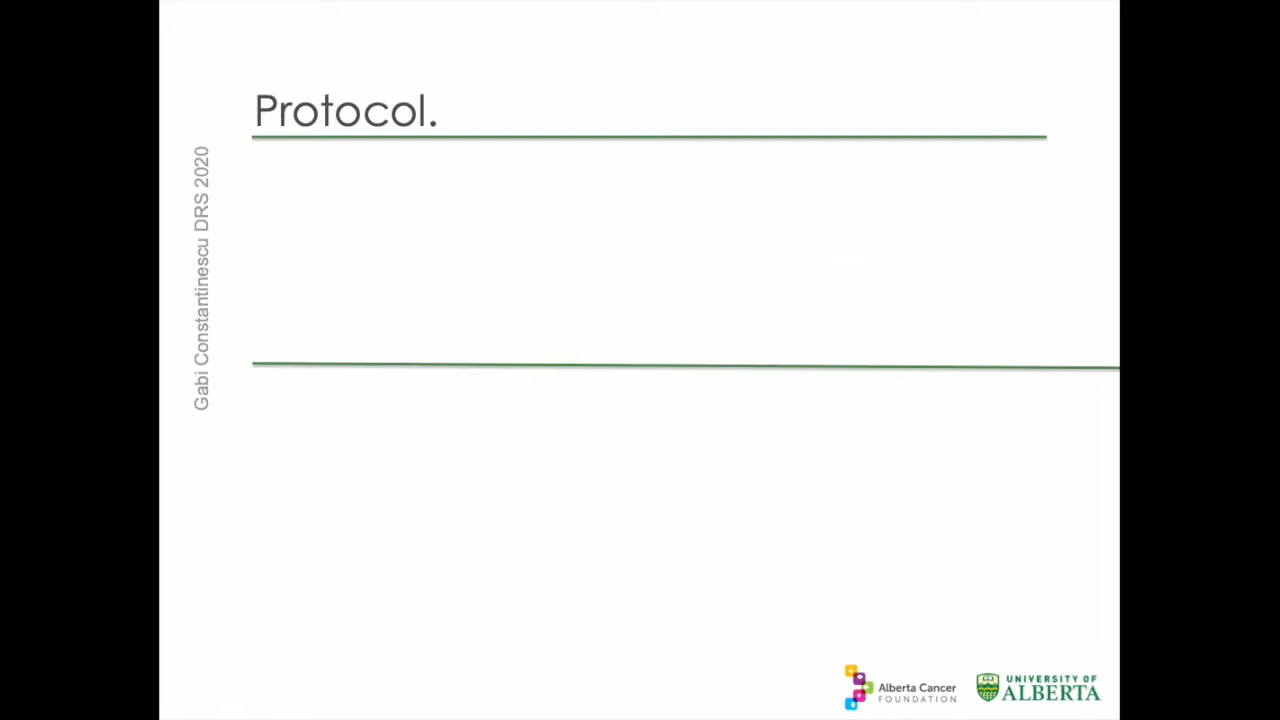 Protocol.
Gabi Constantinescu DRS 2020
Alberta Cancer
FOUNDATION
UNIVERSITY OF
ALBERTA